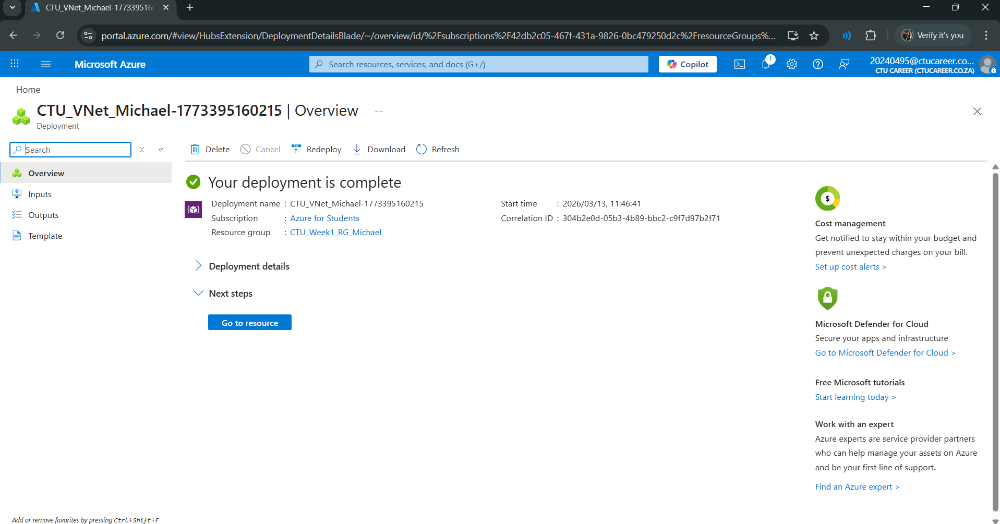 CTU_VNet_Michael-177339516
portal.azure.com/#view/HubsExtension/DeploymentDetailsBlade/~/overview/id/%2Fsubscriptions%2F42db2c05-467f-431a-9826-0bc479250d2c%2FresourceGroups%...
Verify it's you
Microsoft Azure
Search resources, services, and docs (G+/)
Copilot
1
20240495@ctucareer.co...
CTU CAREER (CTUCAREER.CO.ZA)
Home
CTU_VNet_Michael-1773395160215 | Overview
Deployment
Search
Delete
Cancel
Redeploy
Download
Refresh
Overview
Inputs
Outputs
Template
Your deployment is complete
Deployment name : CTU_VNet_Michael-1773395160215
Subscription : Azure for Students
Resource group : CTU_Week1_RG_Michael
Start time : 2026/03/13, 11:46:41
Correlation ID : 304b2e0d-05b3-4b89-bbc2-c9f7d97b2f71
Deployment details
Next steps
Go to resource
Cost management
Get notified to stay within your budget and
prevent unexpected charges on your bill.
Set up cost alerts >
Microsoft Defender for Cloud
Secure your apps and infrastructure
Go to Microsoft Defender for Cloud >
Free Microsoft tutorials
Start learning today >
Work with an expert
Azure experts are service provider partners
who can help manage your assets on Azure
and be your first line of support.
Find an Azure expert >
Add or remove favorites by pressing Ctrl+Shift+F